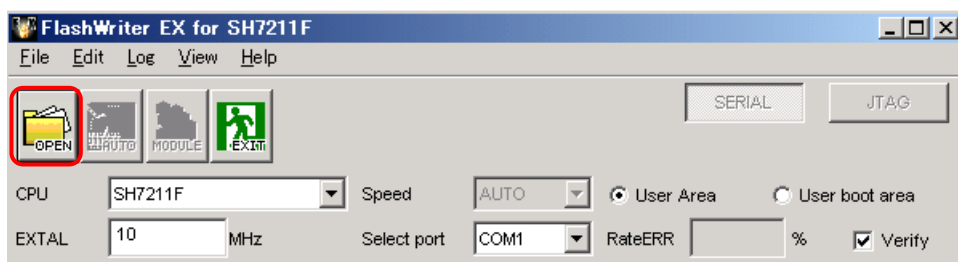 FlashWriter EX for SH7211F
File Edit Log View Help
OPEN AUTO MODULE EXIT SERIAL JTAG
CPU SH7211F Speed AUTO User Area User boot area
EXTAL 10 MHz Select port COM1 RateERR % Verify